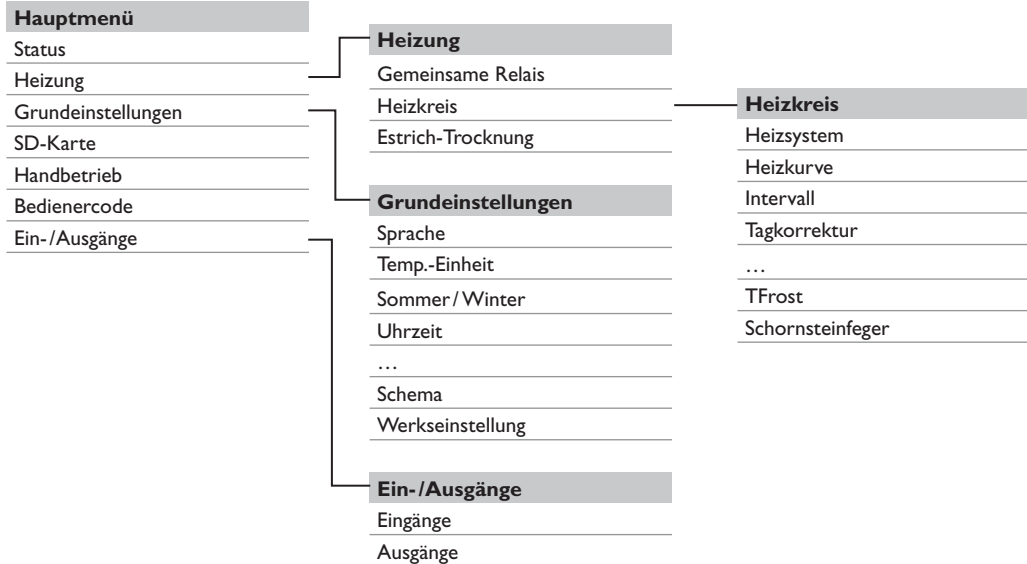 Hauptmenü
Status
Heizung
Grundeinstellungen
SD-Karte
Handbetrieb
Bedienercode
Ein-/Ausgänge
Heizung
Gemeinsame Relais
Heizkreis
Estrich-Trocknung
Grundeinstellungen
Sprache
Temp.-Einheit
Sommer / Winter
Uhrzeit
…
Schema
Werkseinstellung
Ein-/Ausgänge
Eingänge
Ausgänge
Heizkreis
Heizsystem
Heizkurve
Intervall
Tagkorrektur
…
TFrost
Schornsteinfeger